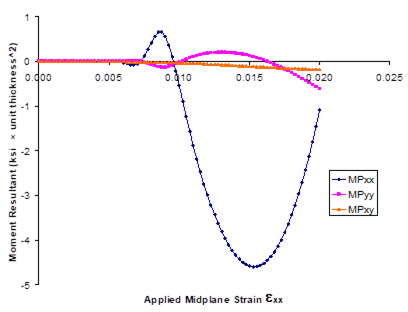 1
0
0.000 0.005 0.010 0.015 0.020 0.025
-1
-2
-3
-4
-5
Moment Resultant (ksi × unit thickness^2)
MPxx
MPyy
MPxy
Applied Midplane Strain εxx